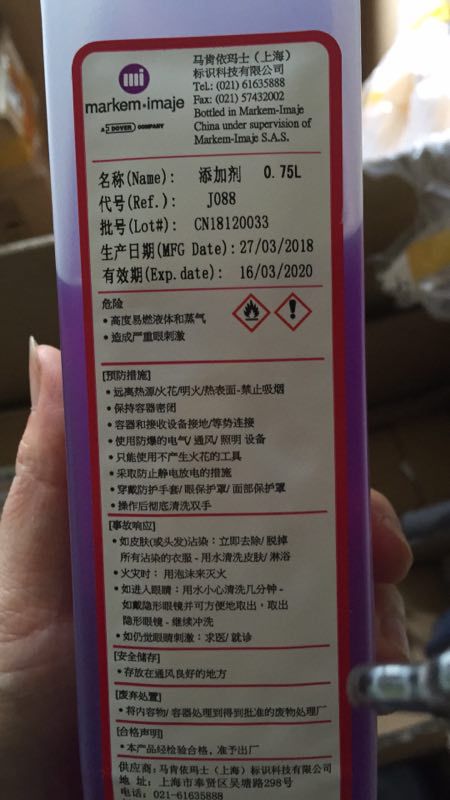 马肯依玛士（上海）
标识科技有限公司
TeL: (021) 61635888
Fax: (021) 57432002
Bottled in Markem-Imaje
China under supervision of
Markem-Imaje S.A.S.
mi
markem·imaje
A DOVER COMPANY
名称(Name): 添加剂 0.75L
代号(Ref.): J088
批号(Lot#): CN18120033
生产日期(MFG Date): 27/03/2018
有效期(Exp.date): 16/03/2020
危险
• 高度易燃液体和蒸气
• 造成严重眼刺激
[预防措施]
• 远离热源/火花/明火/热表面-禁止吸烟
• 保持容器密闭
• 容器和接收设备接地/等势连接
• 使用防爆的电气/ 通风/ 照明 设备
• 只能使用不产生火花的工具
• 采取防止静电放电的措施
• 穿戴防护手套/ 眼保护罩/ 面部保护罩
• 操作后彻底清洗双手
[事故响应]
• 如皮肤(或头发)沾染：立即去除/ 脱掉
所有沾染的衣服 - 用水清洗皮肤/ 淋浴
• 火灾时：用泡沫来灭火
• 如进入眼睛：用水小心清洗几分钟 -
如戴隐形眼镜并可方便地取出，取出
隐形眼镜 - 继续冲洗
• 如仍觉眼睛刺激：求医/ 就诊
[安全储存]
• 存放在通风良好的地方
[废弃处置]
• 将内容物/ 容器处理到得到批准的废物处理厂
[合格声明]
• 本产品经检验合格，准予出厂
供应商：马肯依玛士（上海）标识科技有限公司
地 址：上海市奉贤区吴塘路298号
电话：021-61635888